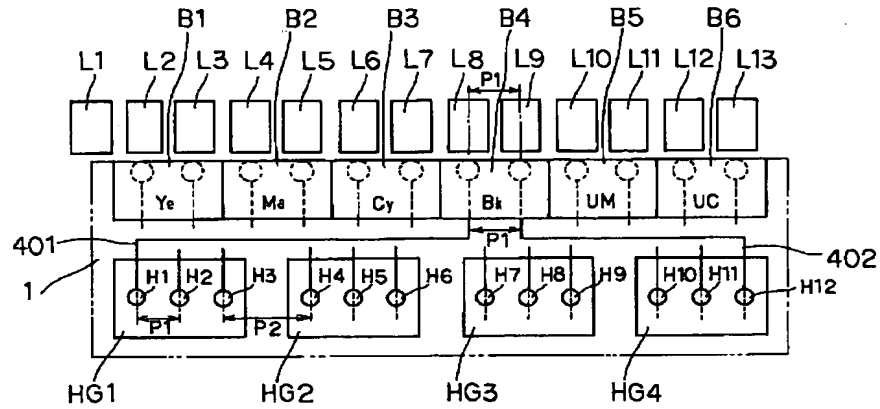 B1 B2 B3 B4 B5 B6
L1 L2 L3 L4 L5 L6 L7 L8 L9 L10 L11 L12 L13
P1
Ye Ma Cy Bk UM UC
401 P1 402
1 H1 H2 H3 H4 H5 H6 H7 H8 H9 H10 H11 H12
P1 P2
HG1 HG2 HG3 HG4